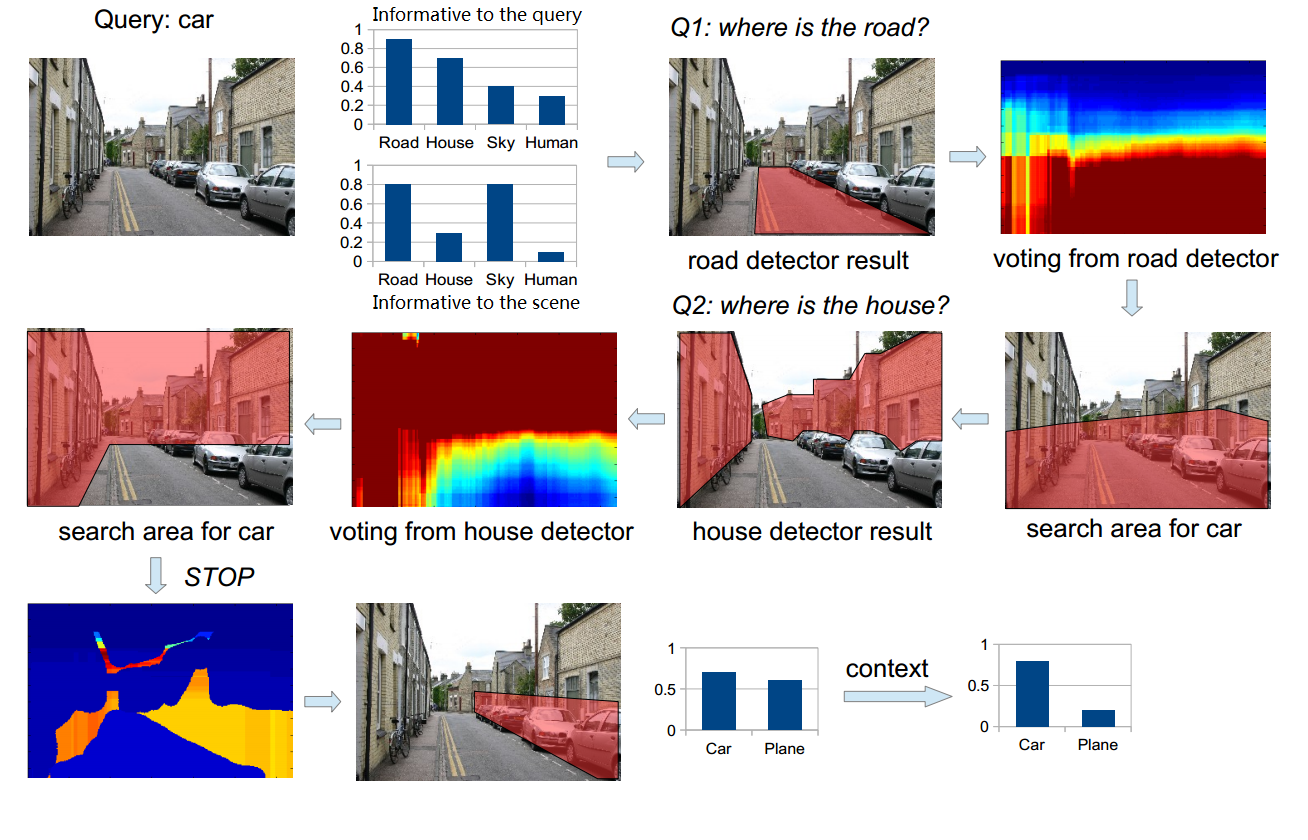 Query: car
Informative to the query
1
0.8
0.6
0.4
0.2
0
Road House Sky Human
1
0.8
0.6
0.4
0.2
0
Road House Sky Human
Informative to the scene
Q1: where is the road?
road detector result
voting from road detector
Q2: where is the house?
search area for car
voting from house detector
house detector result
search area for car
STOP
1
0.5
0
Car Plane
context
1
0.5
0
Car Plane